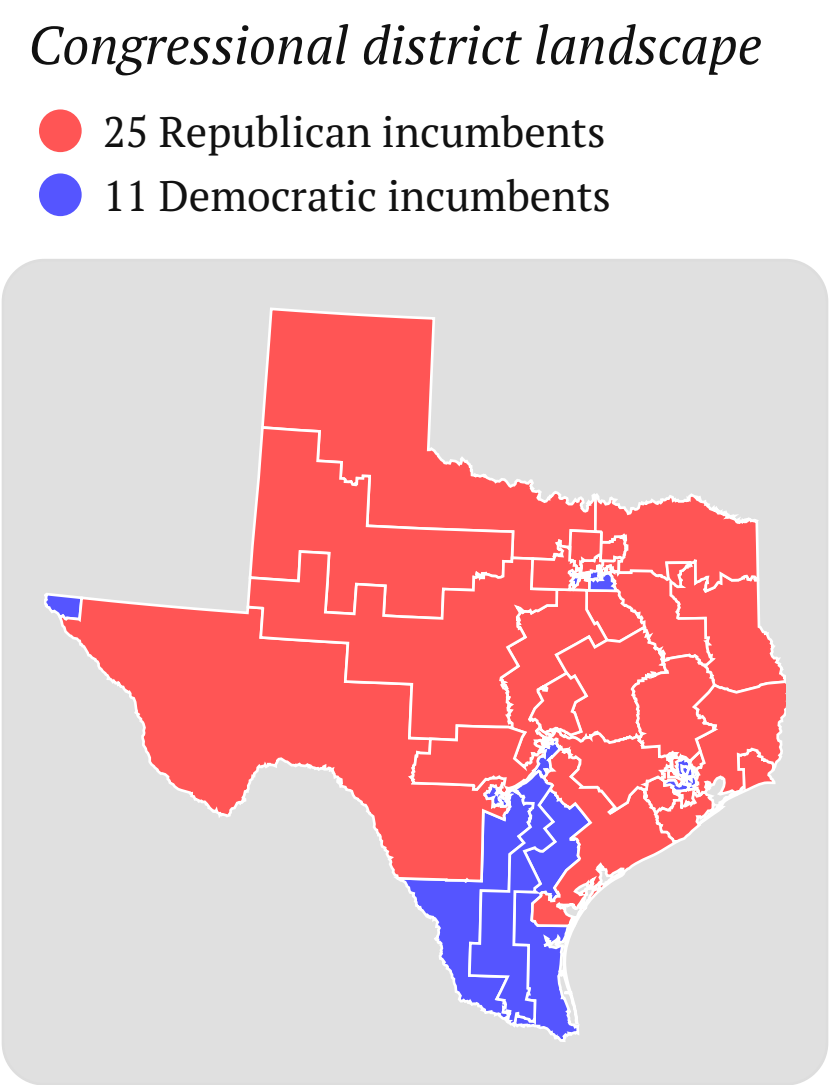 Congressional district landscape
25 Republican incumbents
11 Democratic incumbents